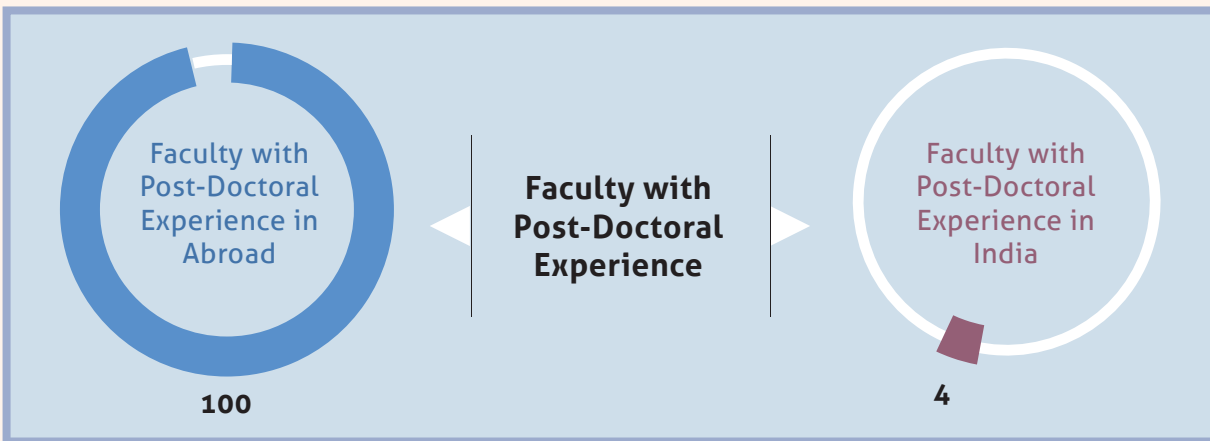 Faculty with
Post-Doctoral
Experience in
Abroad
100
Faculty with
Post-Doctoral
Experience
Faculty with
Post-Doctoral
Experience in
India
4